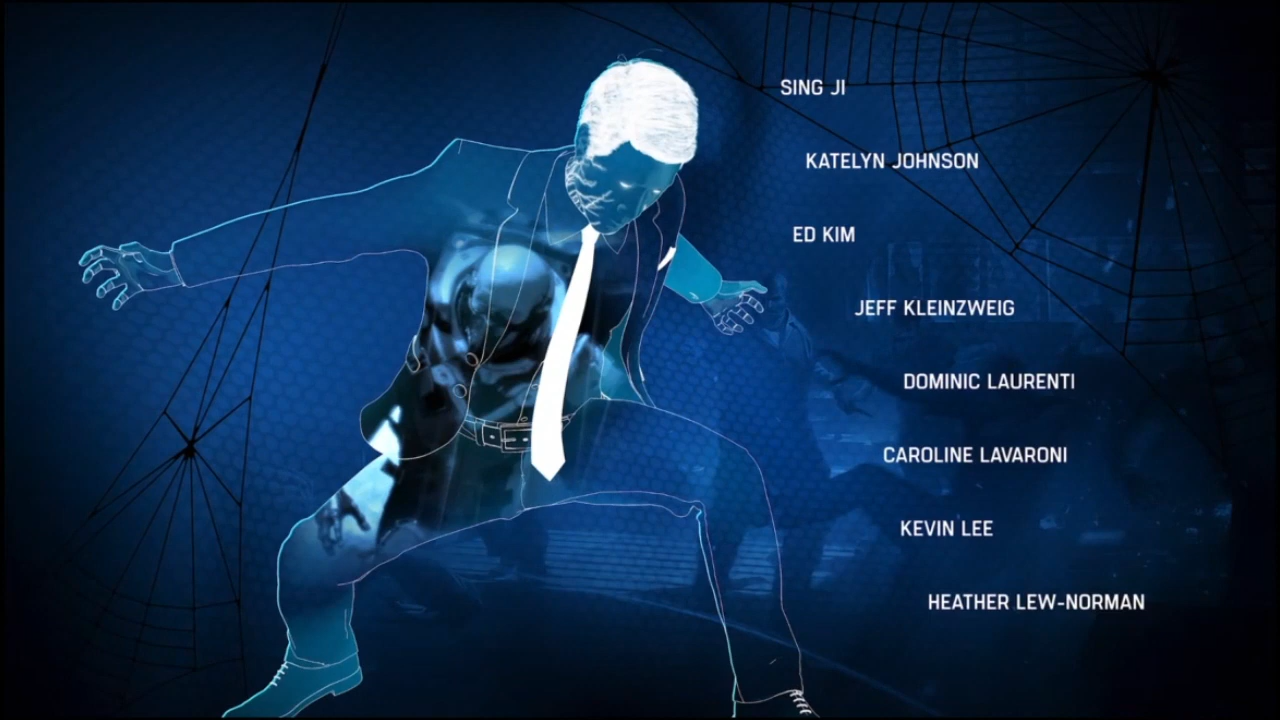 SING JI
KATELYN JOHNSON
ED KIM
JEFF KLEINZWEIG
DOMINIC LAURENTI
CAROLINE LAVARONI
KEVIN LEE
HEATHER LEW-NORMAN